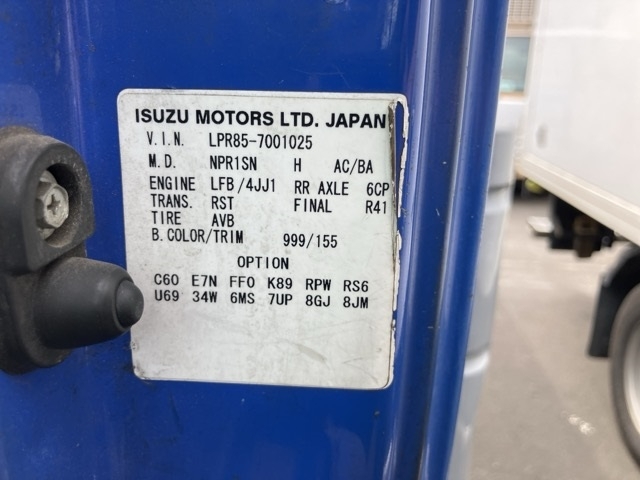 ISUZU MOTORS LTD. JAPAN
V.I.N. LPR85-7001025
M.D. NPR1SN H AC/BA
ENGINE LFB/4JJ1 RR AXLE 6CP
TRANS. RST FINAL R41
TIRE AVB
B.COLOR/TRIM 999/155
OPTION
C60 E7N FFO K89 RPW RS6
U69 34W 6MS 7UP 8GJ 8JM